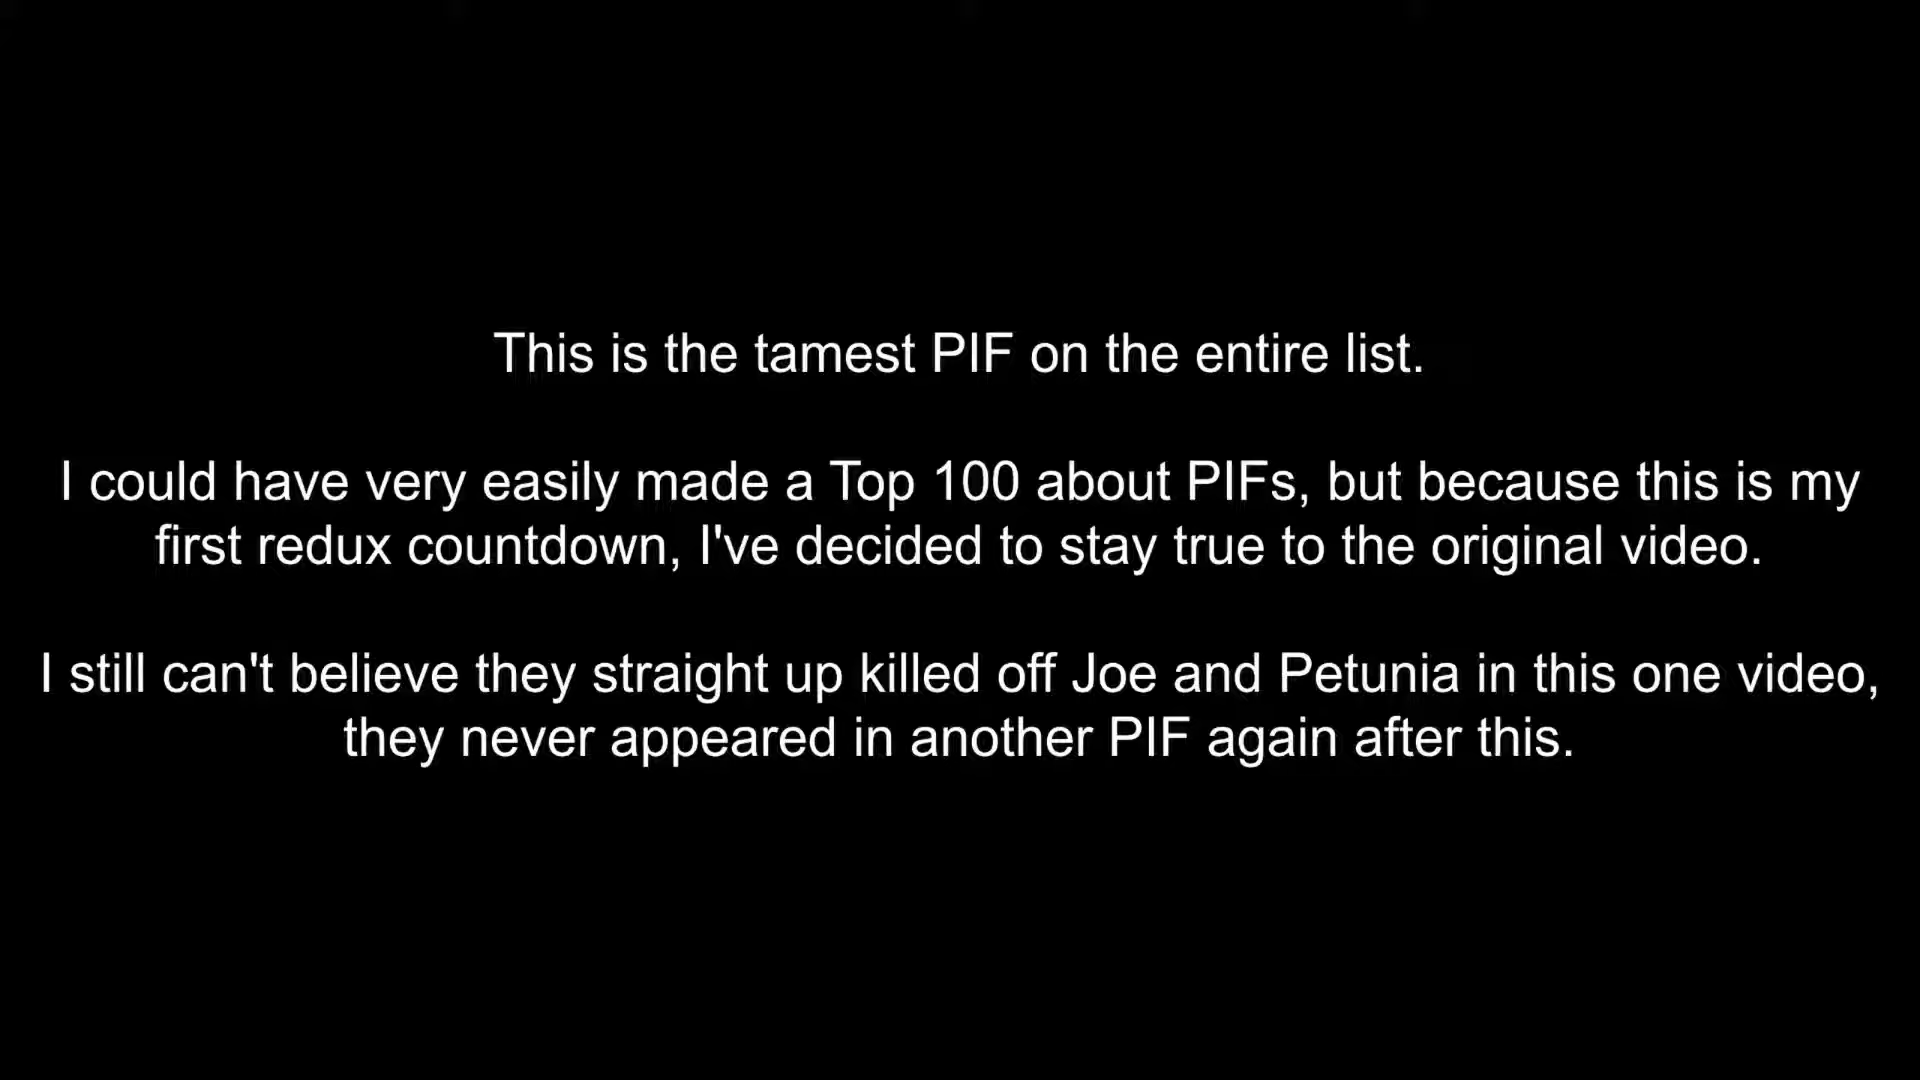 This is the tamest PIF on the entire list.
I could have very easily made a Top 100 about PIFs, but because this is my
first redux countdown, I've decided to stay true to the original video.
I still can't believe they straight up killed off Joe and Petunia in this one video,
they never appeared in another PIF again after this.